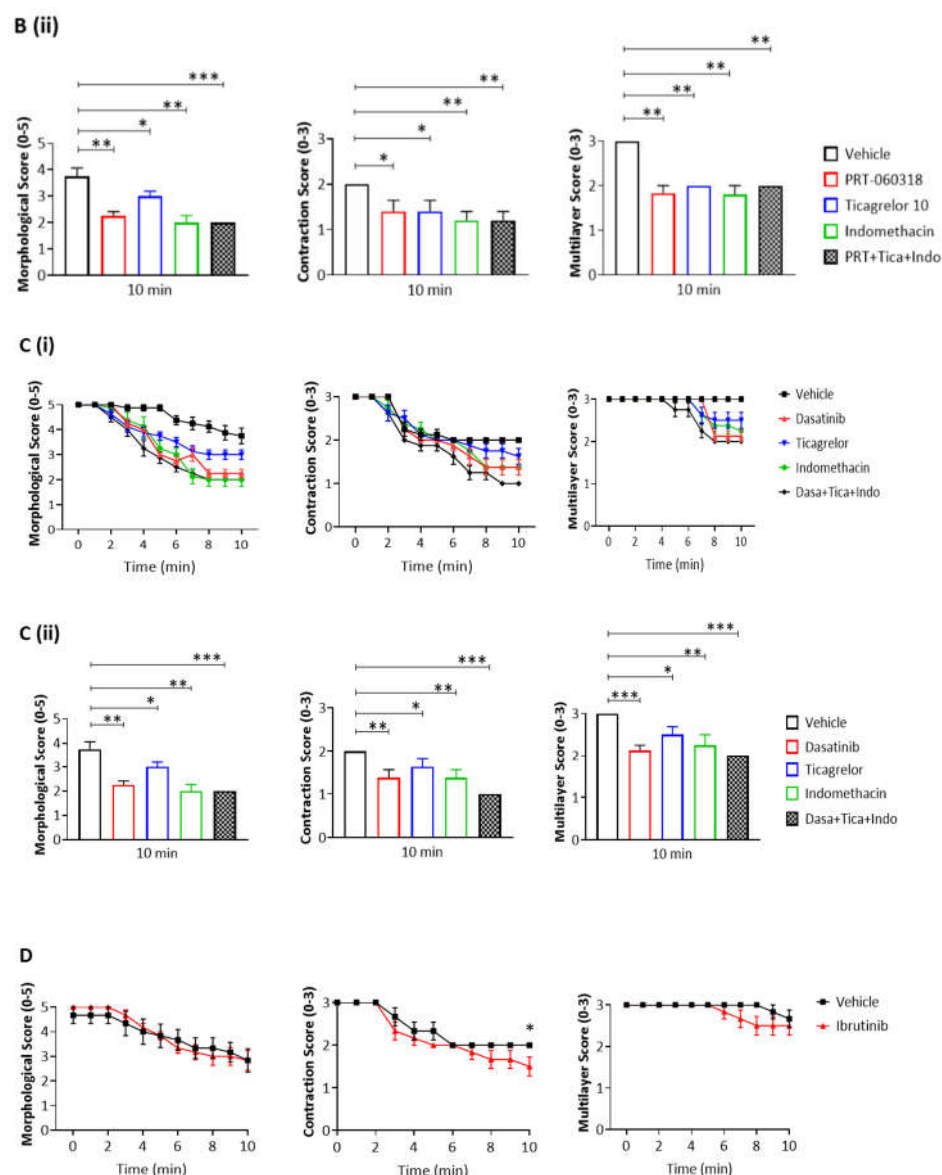 B (ii)
Morphological Score (0-5)
5
4
3
2
1
0
***
**
*
**
10 min
Contraction Score (0-3)
3
2
1
0
**
**
*
*
10 min
Multilayer Score (0-3)
3
2
1
0
**
**
**
**
10 min
Vehicle
PRT-060318
Ticagrelor 10
Indomethacin
PRT+Tica+Indo
C (i)
Morphological Score (0-5)
5
4
3
2
1
0
0 2 4 6 8 10
Time (min)
Contraction Score (0-3)
3
2
1
0
0 2 4 6 8 10
Time (min)
Multilayer Score (0-3)
3
2
1
0
0 2 4 6 8 10
Time (min)
Vehicle
Dasatinib
Ticagrelor
Indomethacin
Dasa+Tica+Indo
C (ii)
Morphological Score (0-5)
5
4
3
2
1
0
***
**
*
**
10 min
Contraction Score (0-3)
3
2
1
0
***
**
*
**
10 min
Multilayer Score (0-3)
3
2
1
0
***
**
*
***
10 min
Vehicle
Dasatinib
Ticagrelor
Indomethacin
Dasa+Tica+Indo
D
Morphological Score (0-5)
5
4
3
2
1
0
0 2 4 6 8 10
Time (min)
Contraction Score (0-3)
3
2
1
0
*
0 2 4 6 8 10
Time (min)
Multilayer Score (0-3)
3
2
1
0
0 2 4 6 8 10
Time (min)
Vehicle
Ibrutinib